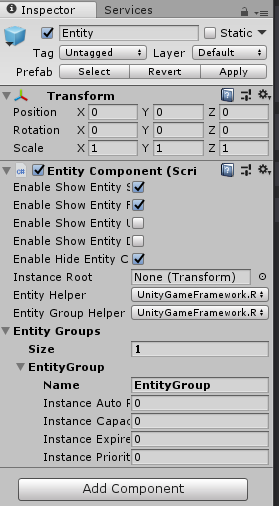 Inspector Services
Entity Static
Tag Untagged Layer Default
Prefab Select Revert Apply
Transform
Position X 0 Y 0 Z 0
Rotation X 0 Y 0 Z 0
Scale X 1 Y 1 Z 1
Entity Component (Scri
Enable Show Entity S
Enable Show Entity F
Enable Show Entity U
Enable Show Entity D
Enable Hide Entity C
Instance Root None (Transform)
Entity Helper UnityGameFramework.R
Entity Group Helper UnityGameFramework.R
Entity Groups
Size 1
EntityGroup
Name EntityGroup
Instance Auto R 0
Instance Capac 0
Instance Expire 0
Instance Priorit 0
Add Component